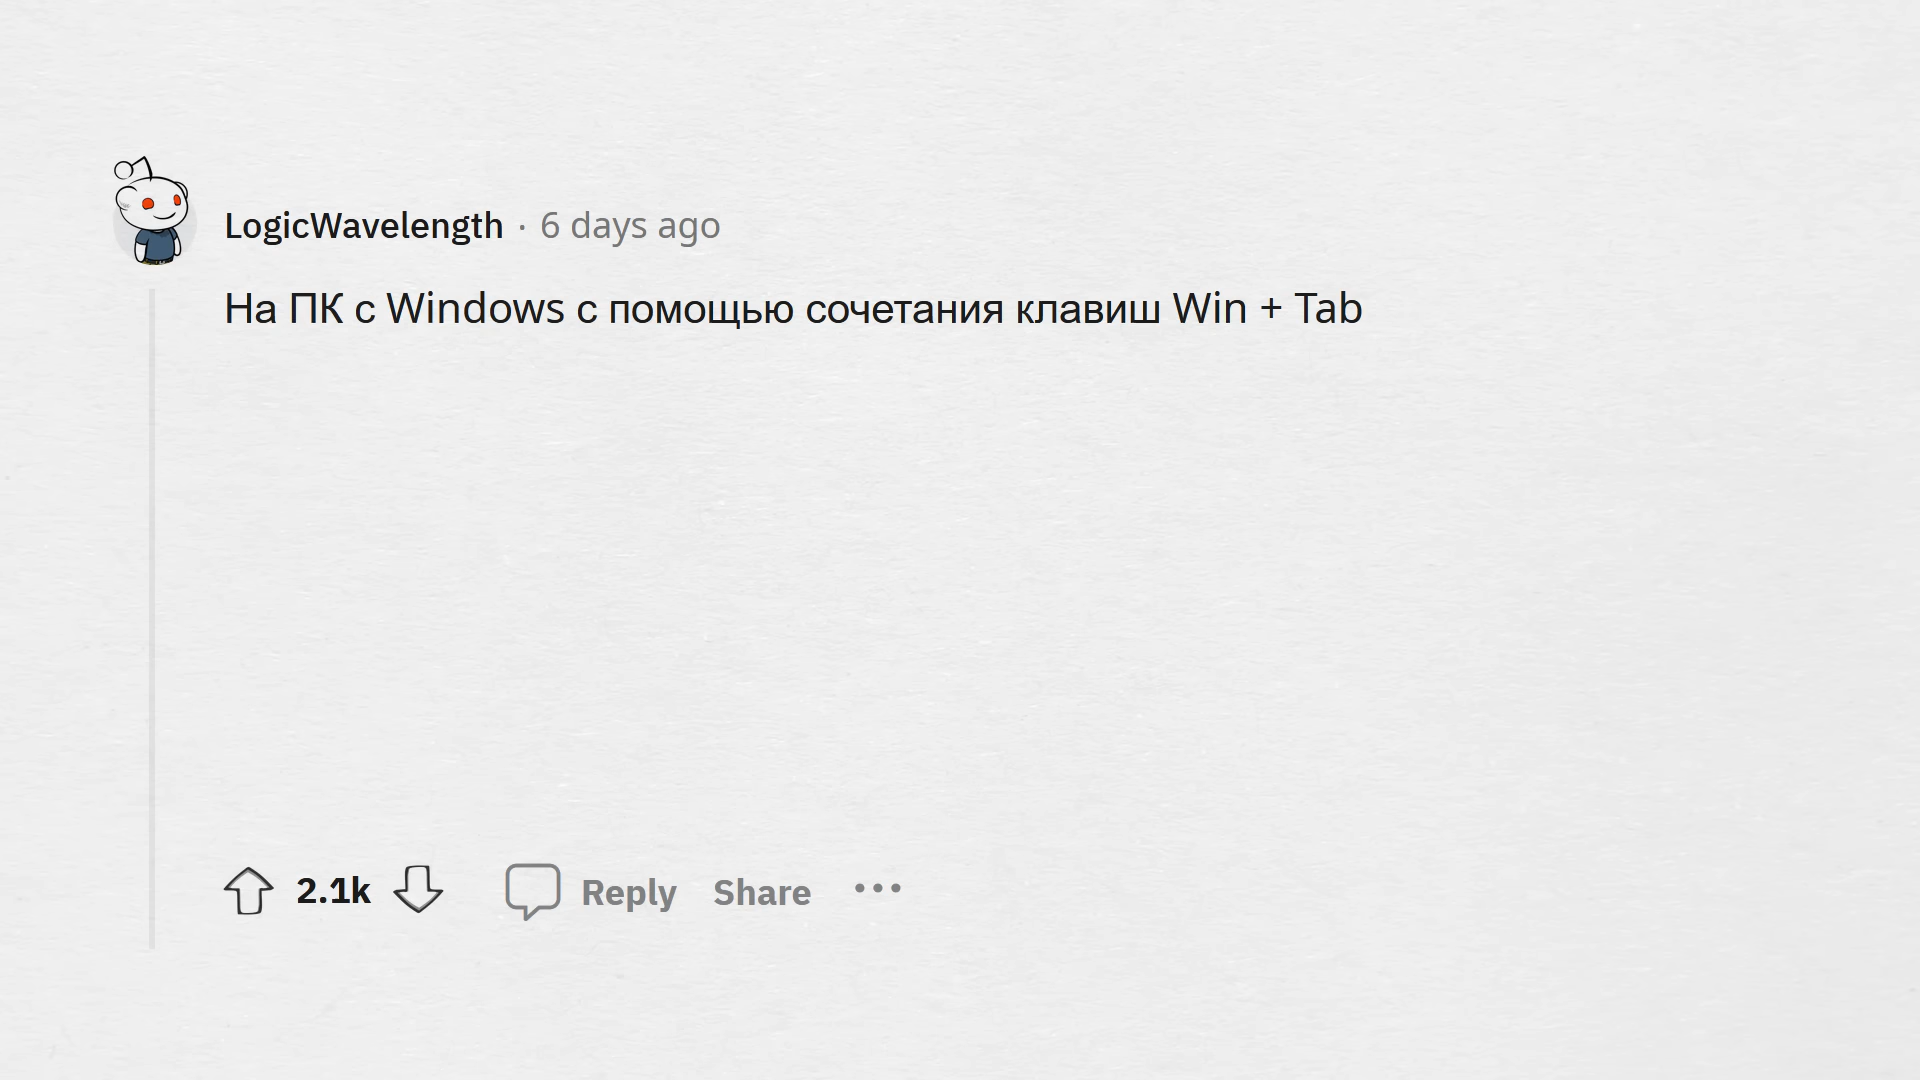 LogicWavelength · 6 days ago
На ПК с Windows с помощью сочетания клавиш Win + Tab
2.1k Reply Share